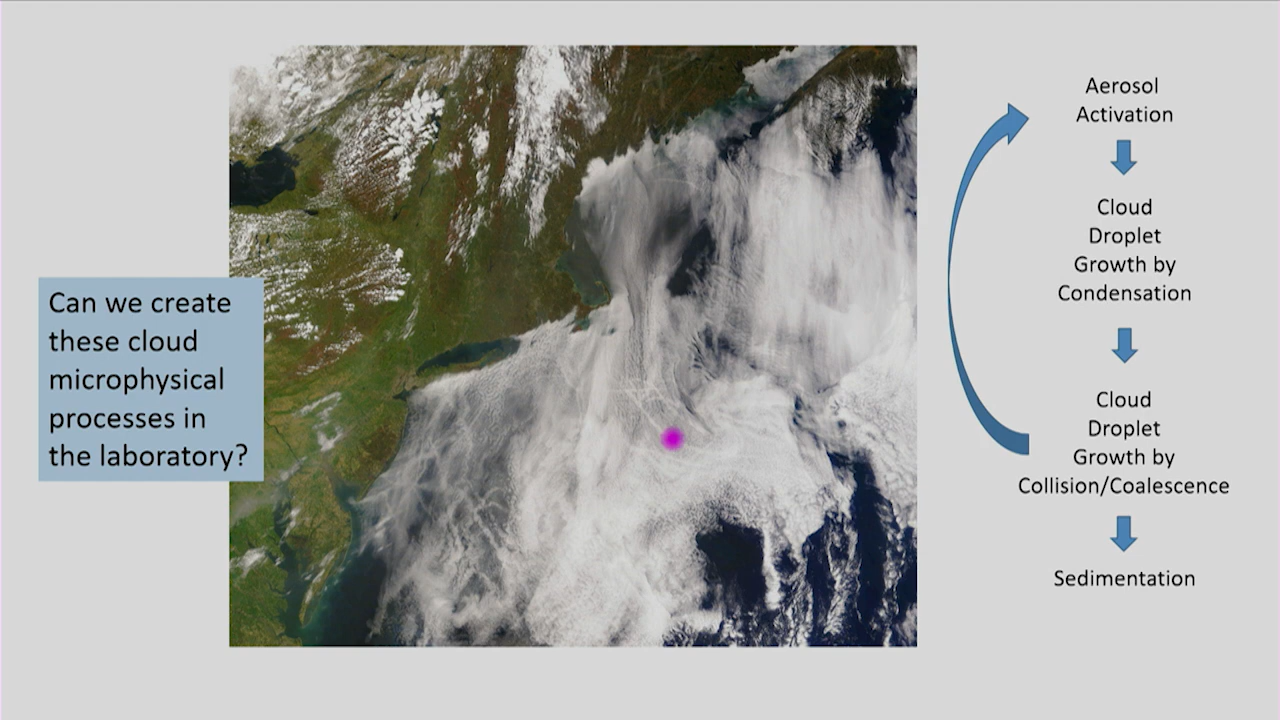 Can we create
these cloud
microphysical
processes in
the laboratory?
Aerosol
Activation
Cloud
Droplet
Growth by
Condensation
Cloud
Droplet
Growth by
Collision/Coalescence
Sedimentation